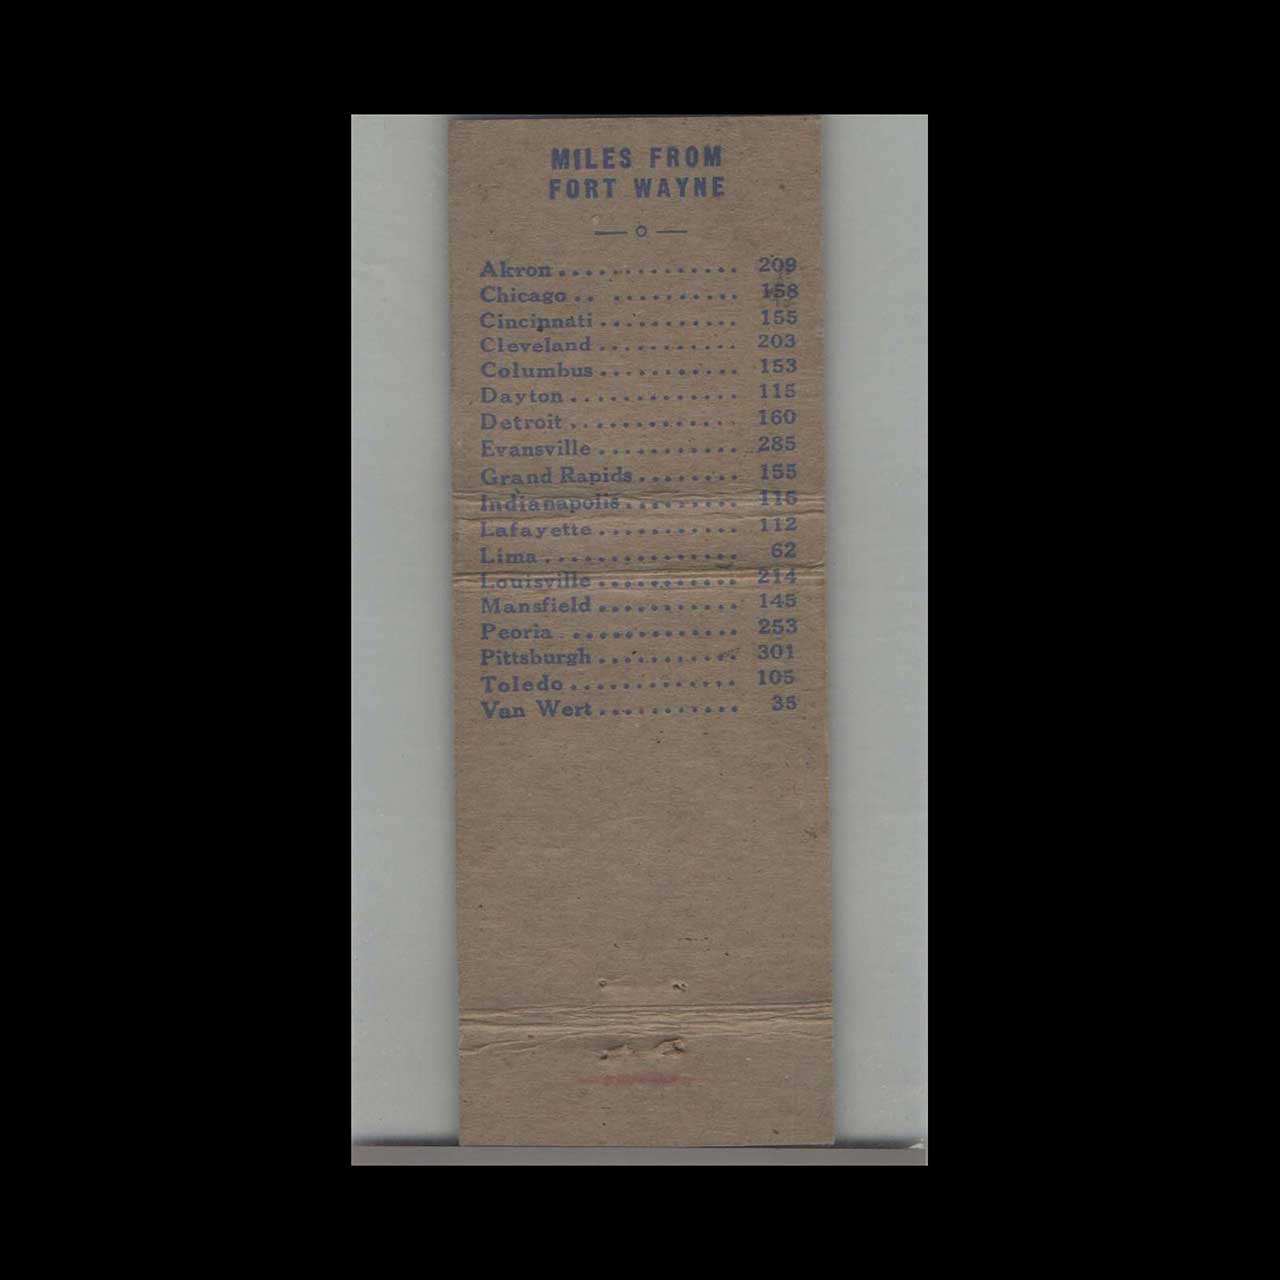 MILES FROM
FORT WAYNE
Akron .............. 209
Chicago .. .......... 158
Cincinnati ........... 155
Cleveland ........... 203
Columbus ........... 153
Dayton ............. 115
Detroit ............. 160
Evansville ........... 285
Grand Rapids ........ 155
Indianapolis ......... 116
Lafayette ........... 112
Lima ............... 62
Louisville ........... 214
Mansfield ........... 145
Peoria ............. 253
Pittsburgh ........... 301
Toledo ............. 105
Van Wert ........... 35